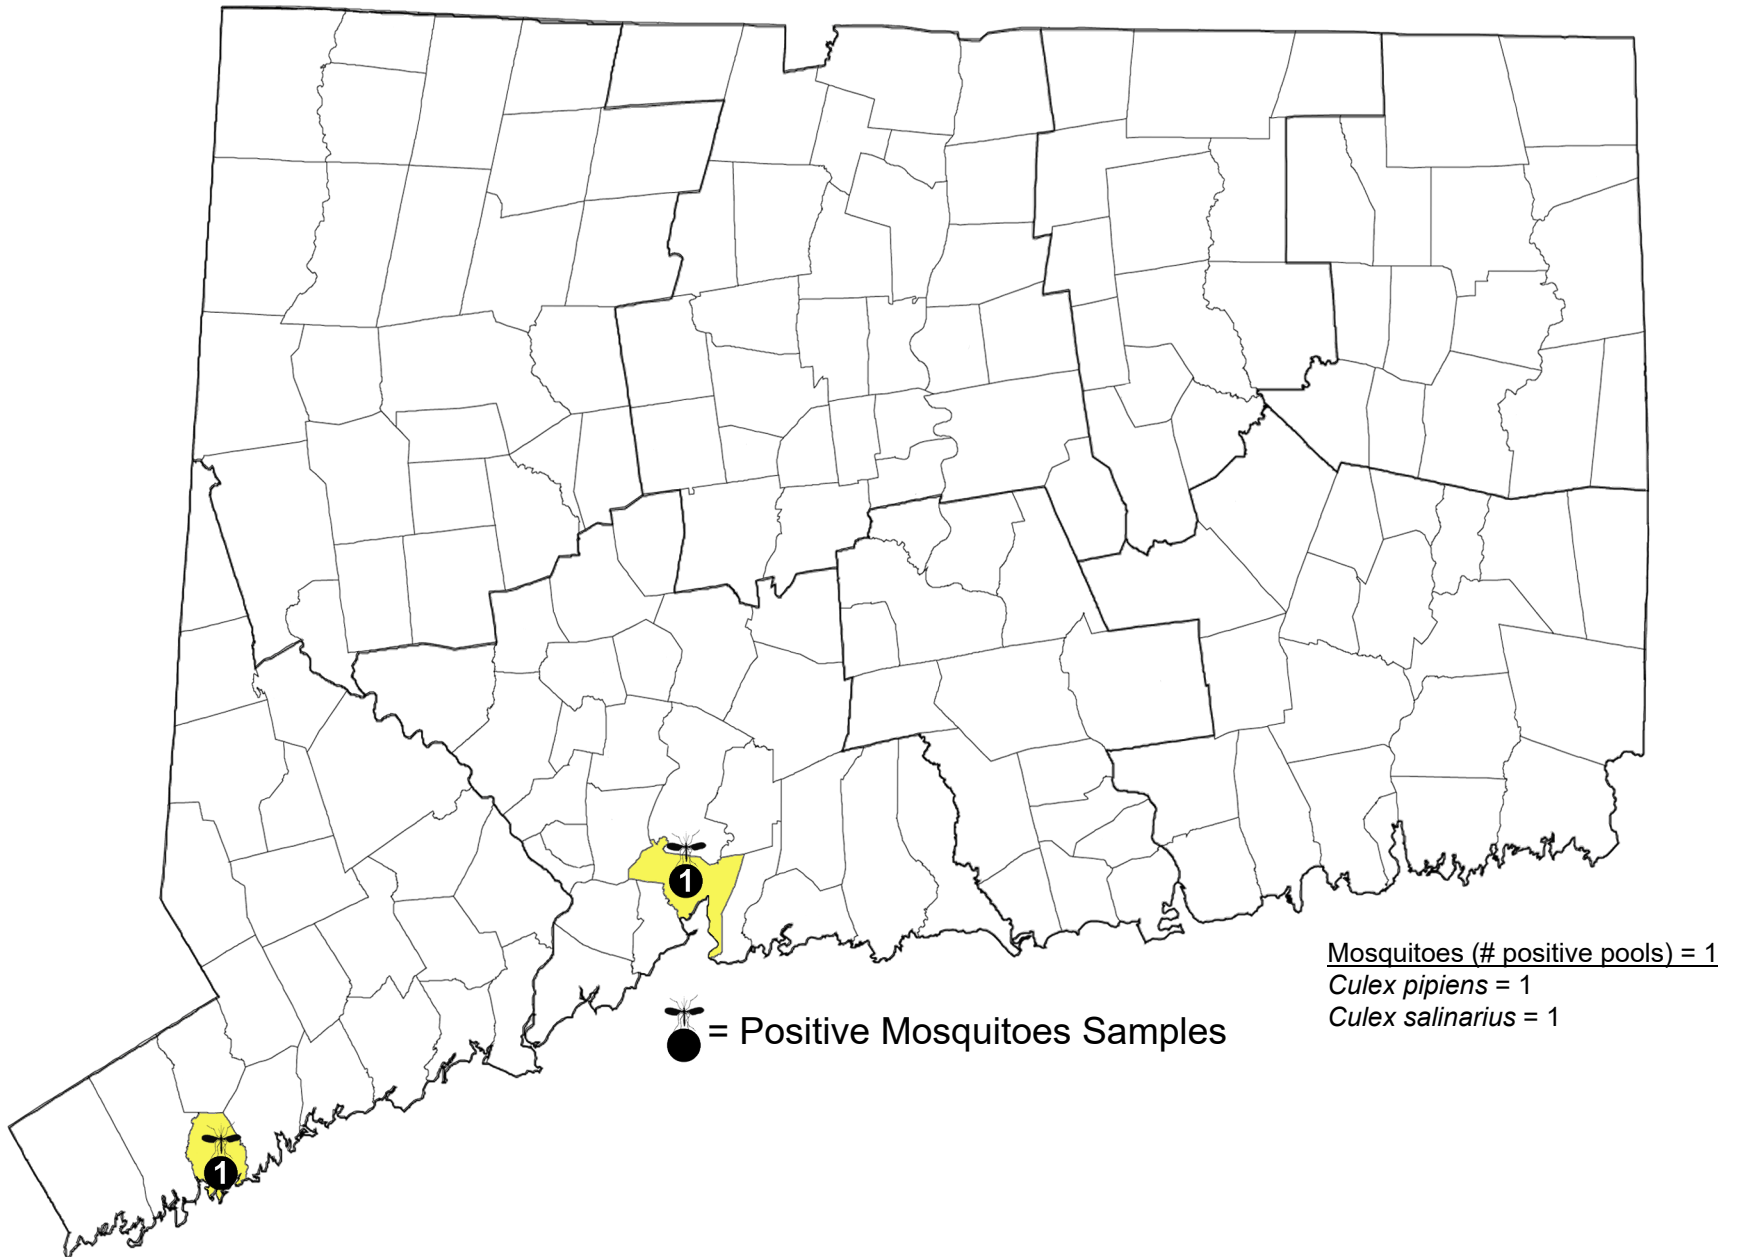 1
Mosquitoes (# positive pools) = 1
Culex pipiens = 1
Culex salinarius = 1
= Positive Mosquitoes Samples
1